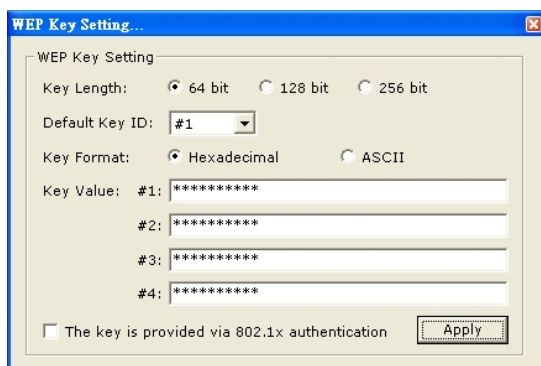 WEP Key Setting...
WEP Key Setting
Key Length: 64 bit 128 bit 256 bit
Default Key ID: #1
Key Format: Hexadecimal ASCII
Key Value: #1: **********
#2: **********
#3: **********
#4: **********
The key is provided via 802.1x authentication Apply